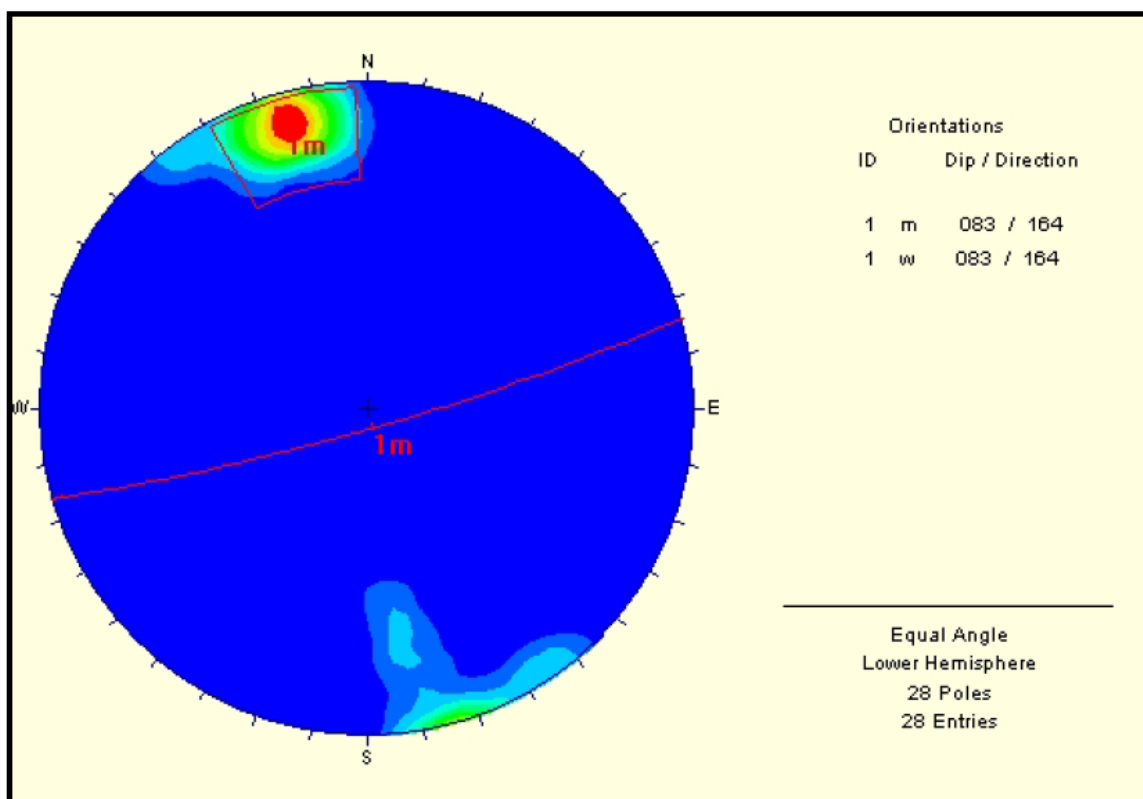 N
1m
W
E
1m
S
Orientations
ID Dip / Direction
1 m 083 / 164
1 w 083 / 164
Equal Angle
Lower Hemisphere
28 Poles
28 Entries